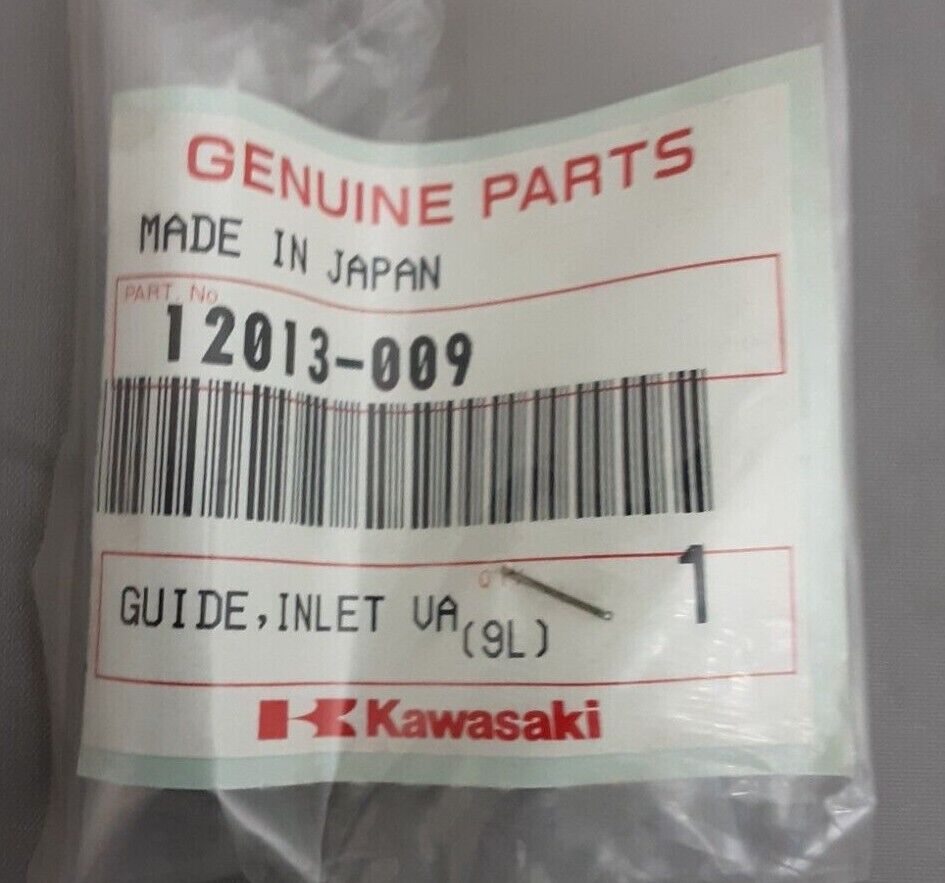 GENUINE PARTS
MADE IN JAPAN
PART. No
12013-009
GUIDE, INLET VA (9L)
1
Kawasaki